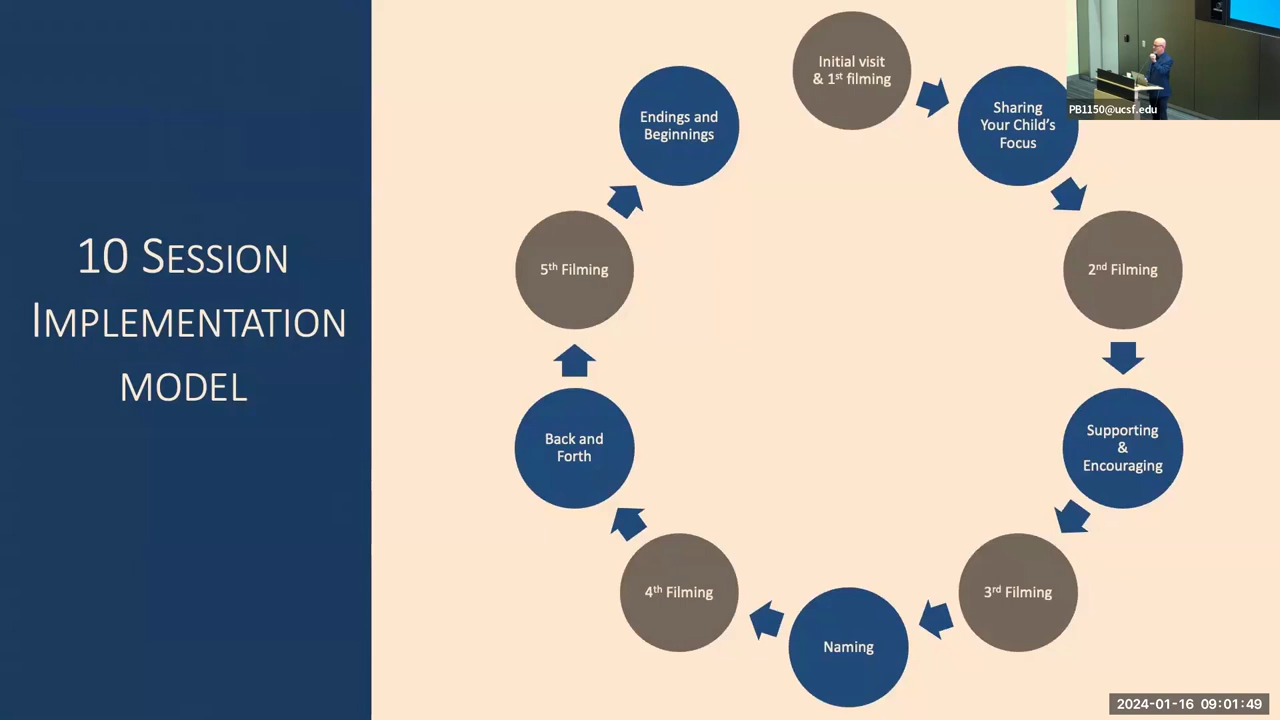 10 SESSION
IMPLEMENTATION
MODEL
Initial visit
& 1st filming
Sharing
Your Child's
Focus
2nd Filming
Supporting
&
Encouraging
3rd Filming
Naming
4th Filming
Back and
Forth
5th Filming
Endings and
Beginnings
PB1150@ucsf.edu
2024-01-16 09:01:49